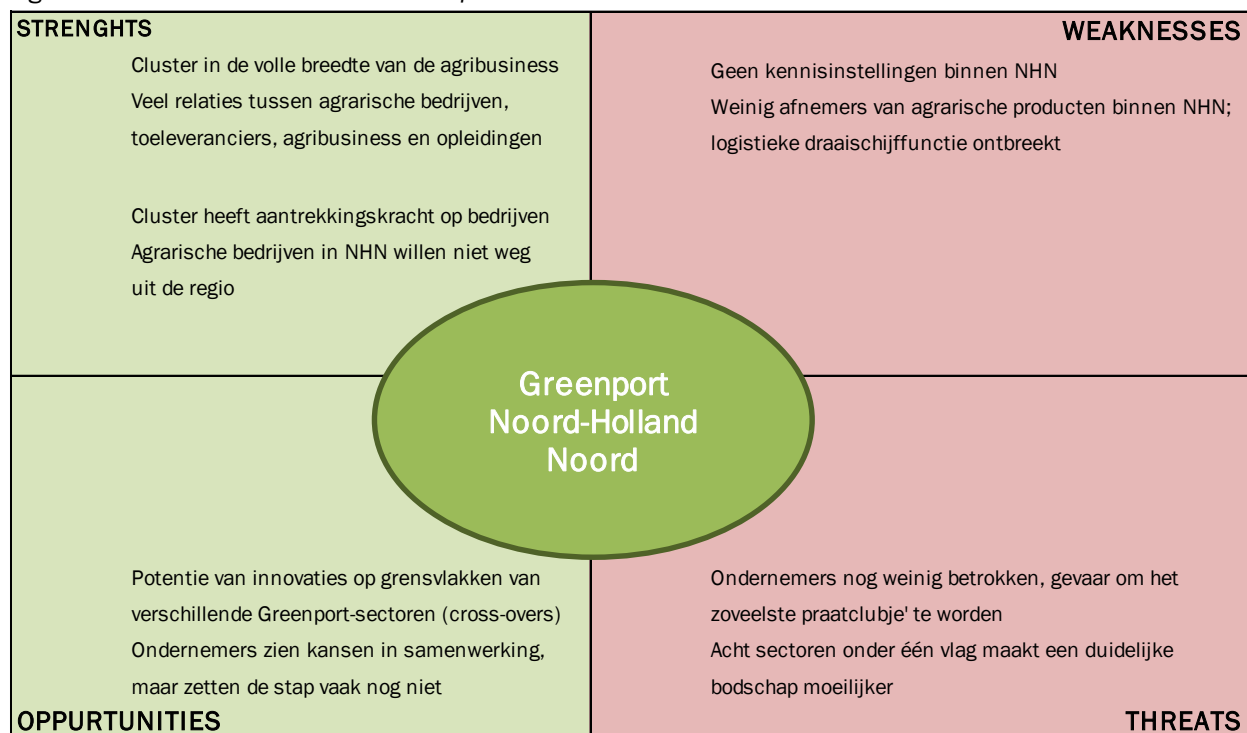 STRENGHTS
Cluster in de volle breedte van de agribusiness
Veel relaties tussen agrarische bedrijven,
toeleveranciers, agribusiness en opleidingen
Cluster heeft aantrekkingskracht op bedrijven
Agrarische bedrijven in NHN willen niet weg
uit de regio
WEAKNESSES
Geen kennisinstellingen binnen NHN
Weinig afnemers van agrarische producten binnen NHN;
logistieke draaischijffunctie ontbreekt
Greenport
Noord-Holland
Noord
Potentie van innovaties op grensvlakken van
verschillende Greenport-sectoren (cross-overs)
Ondernemers zien kansen in samenwerking,
maar zetten de stap vaak nog niet
OPPURTUNITIES
Ondernemers nog weinig betrokken, gevaar om het
zoveelste praatclubje' te worden
Acht sectoren onder één vlag maakt een duidelijke
bodschap moeilijker
THREATS